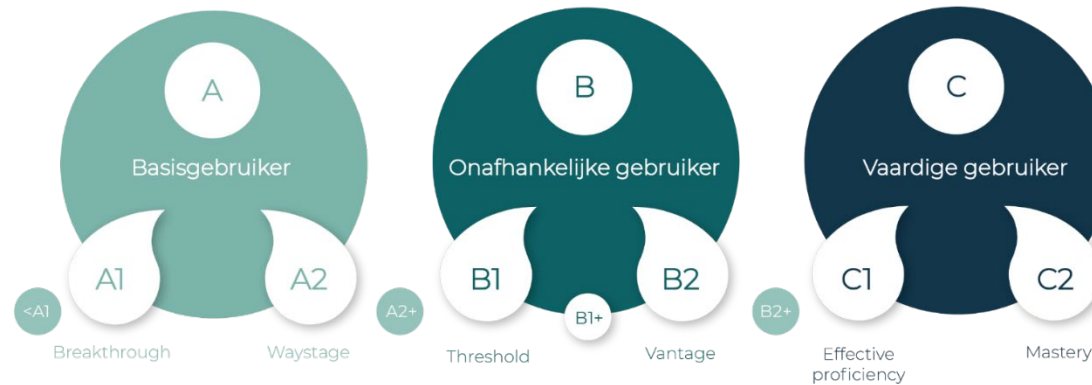 A
Basisgebruiker
A1
A2
<A1
Breakthrough
Waystage
B
Onafhankelijke gebruiker
B1
B2
A2+
B1+
Threshold
Vantage
C
Vaardige gebruiker
C1
C2
B2+
Effective
proficiency
Mastery